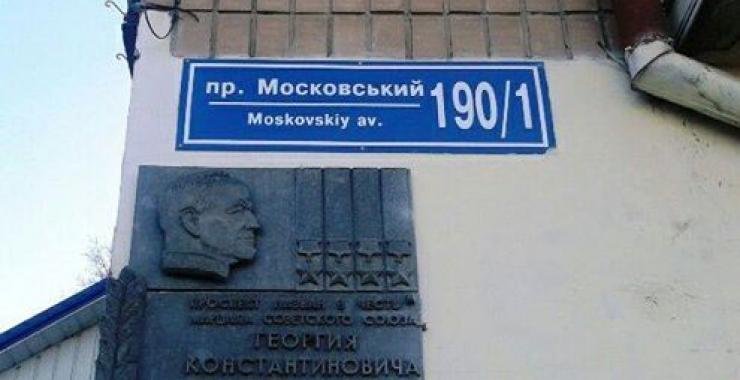 пр. Московський
Moskovskiy av.
190/1
ПРОСПЕКТ НАЗВАН В ЧЕСТЬ
МАРШАЛА СОВЕТСКОГО СОЮЗА
ГЕОРГИЯ
КОНСТАНТИНОВИЧА